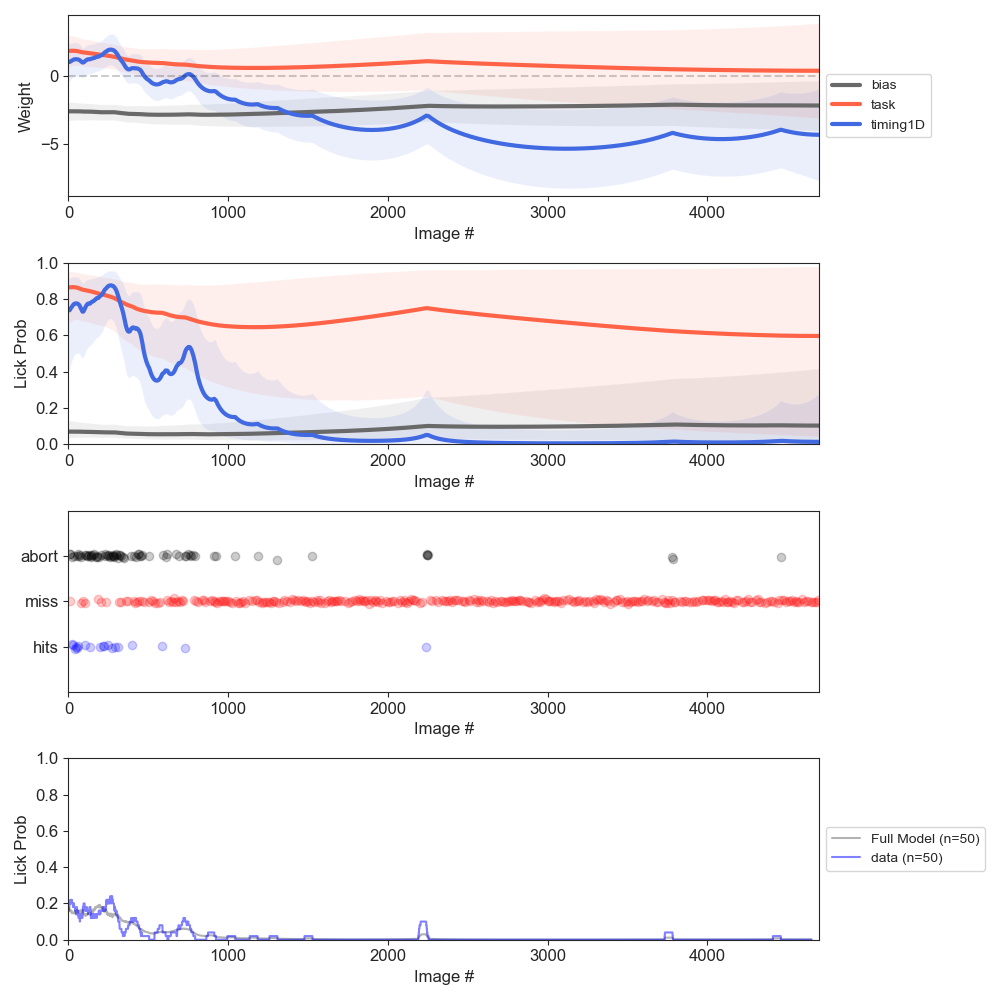 Weight
0
−5
0 1000 2000 3000 4000
Image #
bias
task
timing1D
Lick Prob
1.0
0.8
0.6
0.4
0.2
0.0
0 1000 2000 3000 4000
Image #
abort
miss
hits
0 1000 2000 3000 4000
Image #
Lick Prob
1.0
0.8
0.6
0.4
0.2
0.0
0 1000 2000 3000 4000
Image #
Full Model (n=50)
data (n=50)